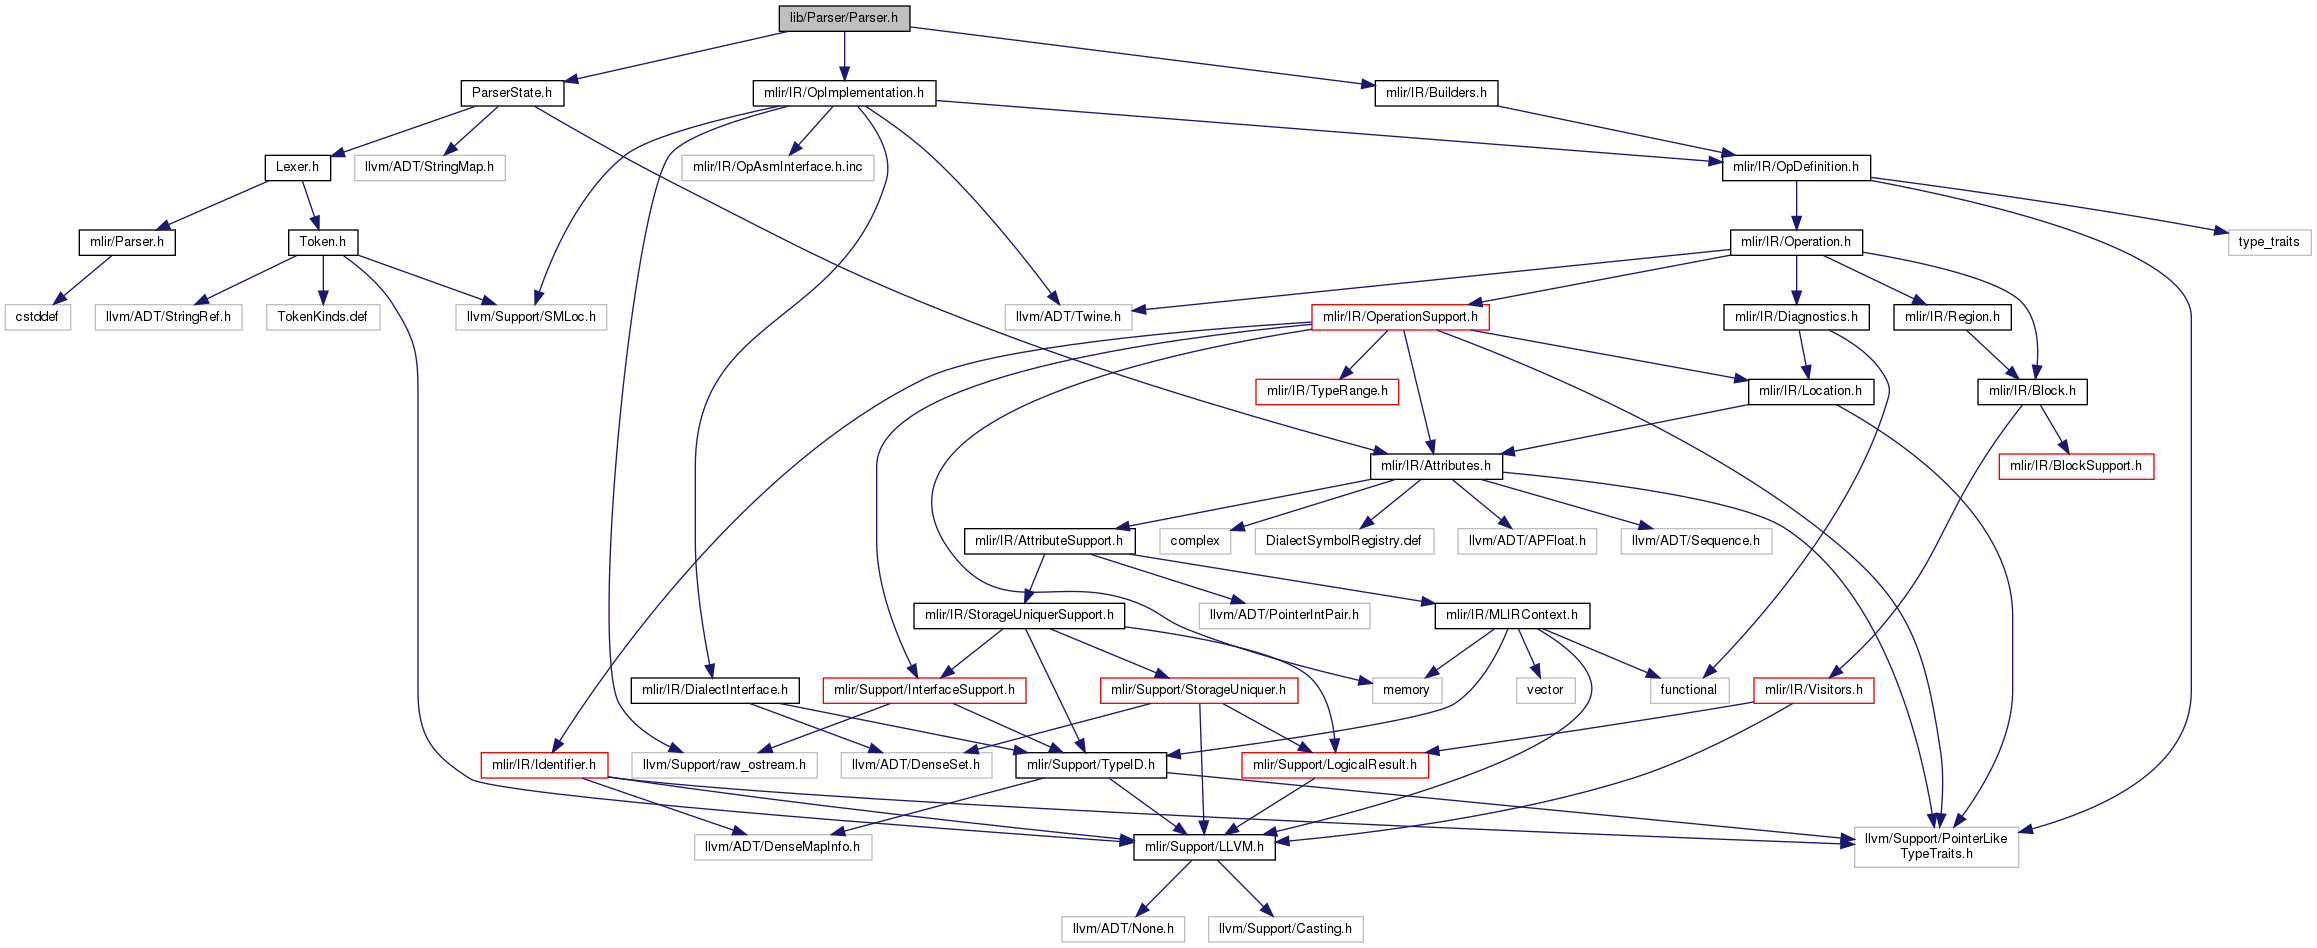 lib/Parser/Parser.h
ParserState.h
mlir/IR/OpImplementation.h
mlir/IR/Builders.h
Lexer.h
llvm/ADT/StringMap.h
mlir/IR/OpAsmInterface.h.inc
mlir/IR/OpDefinition.h
mlir/Parser.h
Token.h
mlir/IR/Operation.h
type_traits
cstddef
llvm/ADT/StringRef.h
TokenKinds.def
llvm/Support/SMLoc.h
llvm/ADT/Twine.h
mlir/IR/OperationSupport.h
mlir/IR/Diagnostics.h
mlir/IR/Region.h
mlir/IR/TypeRange.h
mlir/IR/Location.h
mlir/IR/Block.h
mlir/IR/Attributes.h
mlir/IR/BlockSupport.h
mlir/IR/AttributeSupport.h
complex
DialectSymbolRegistry.def
llvm/ADT/APFloat.h
llvm/ADT/Sequence.h
mlir/IR/StorageUniquerSupport.h
llvm/ADT/PointerIntPair.h
mlir/IR/MLIRContext.h
mlir/IR/DialectInterface.h
mlir/Support/InterfaceSupport.h
mlir/Support/StorageUniquer.h
memory
vector
functional
mlir/IR/Visitors.h
mlir/IR/Identifier.h
llvm/Support/raw_ostream.h
llvm/ADT/DenseSet.h
mlir/Support/TypeID.h
mlir/Support/LogicalResult.h
llvm/ADT/DenseMapInfo.h
mlir/Support/LLVM.h
llvm/Support/PointerLike
TypeTraits.h
llvm/ADT/None.h
llvm/Support/Casting.h